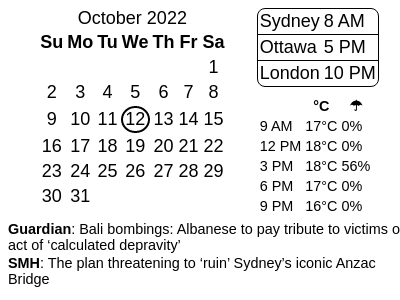 October 2022
Su Mo Tu We Th Fr Sa
1
2 3 4 5 6 7 8
9 10 11 12 13 14 15
16 17 18 19 20 21 22
23 24 25 26 27 28 29
30 31
Sydney 8 AM
Ottawa 5 PM
London 10 PM
°C ☂
9 AM 17°C 0%
12 PM 18°C 0%
3 PM 18°C 56%
6 PM 17°C 0%
9 PM 16°C 0%
Guardian: Bali bombings: Albanese to pay tribute to victims o
act of ‘calculated depravity’
SMH: The plan threatening to ‘ruin’ Sydney’s iconic Anzac
Bridge